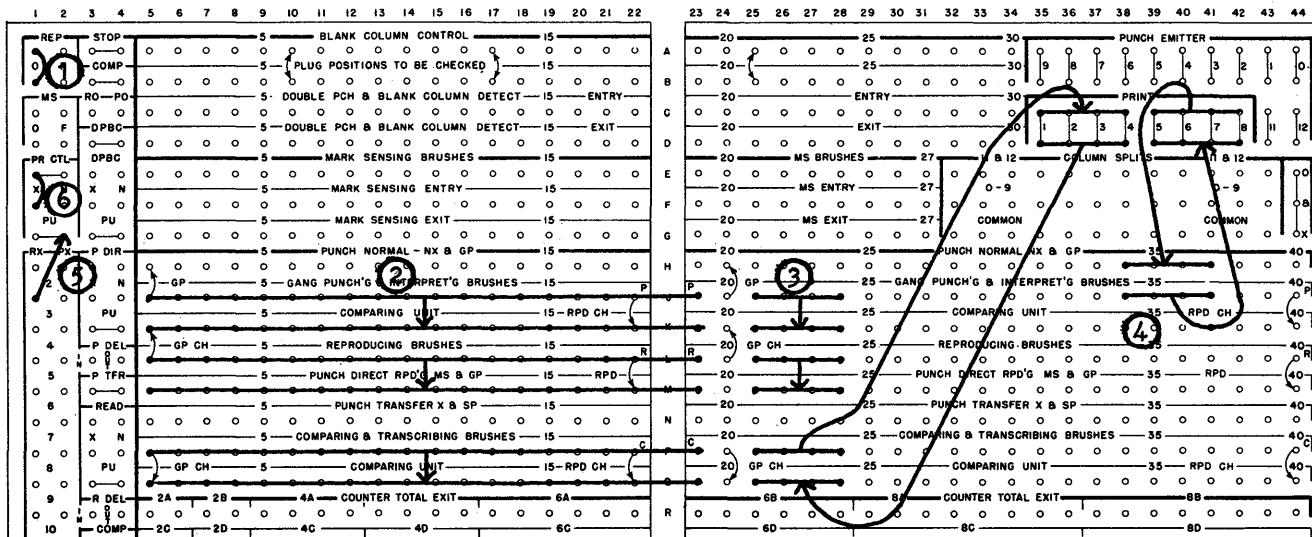 1 2 3 4 5 6 7 8 9 10 11 12 13 14 15 16 17 18 19 20 21 22 23 24 25 26 27 28 29 30 31 32 33 34 35 36 37 38 39 40 41 42 43 44
REP STOP 5 BLANK COLUMN CONTROL 15 20 25 30 PUNCH EMITTER
A
O COMP 5 PLUG POSITIONS TO BE CHECKED 15 20 25 30 9 8 7 6 5 4 3 2 1 0
1
B
MS RO PO 5 DOUBLE PCH & BLANK COLUMN DETECT 15 ENTRY 20 ENTRY 30 PRINT
C
O F DPBC 5 DOUBLE PCH & BLANK COLUMN DETECT 15 EXIT 20 EXIT 30 1 2 3 4 5 6 7 8 11 12
D
PR CTL DPBC 5 MARK SENSING BRUSHES 15 20 MS BRUSHES 27 11 & 12 COLUMN SPLITS 11 & 12
E
X N X N 5 MARK SENSING ENTRY 15 20 MS ENTRY 27 0-9 0-9 0
6
F
PU PU 5 MARK SENSING EXIT 15 20 MS EXIT 27 COMMON COMMON &
G X
RX PX P DIR 5 PUNCH NORMAL - NX & GP 15 20 25 PUNCH NORMAL NX & GP 35 40
5 2 3
H
2 N GP 5 GANG PUNCH'G & INTERPRET'G BRUSHES 15 20 GP 25 GANG PUNCH'G & INTERPRET'G BRUSHES 35 40
P P P
3 PU 5 COMPARING UNIT 15 RPD CH 20 25 COMPARING UNIT 35 RPD CH 40
K 4
4 P DEL GP CH 5 REPRODUCING BRUSHES 15 20 GP CH 25 REPRODUCING BRUSHES 35 40
IN OUT R R L R
5 P TFR 5 PUNCH DIRECT RPD'G MS & GP 15 RPD 20 25 PUNCH DIRECT RPD'G MS & GP 35 RPD 40
M
6 READ 5 PUNCH TRANSFER X & SP 15 20 25 PUNCH TRANSFER X & SP 35 40
N
7 X N 5 COMPARING & TRANSCRIBING BRUSHES 15 20 25 COMPARING & TRANSCRIBING BRUSHES 35 40
C C P C
8 PU GP CH 5 COMPARING UNIT 15 RPD CH 20 GP CH 25 COMPARING UNIT 35 RPD CH 40
9 R DEL 2A 2B 4A COUNTER TOTAL EXIT 6A 6B 8A COUNTER TOTAL EXIT 8B
IN OUT R
10 COMP 2C 2D 4C 4D 6C 6D 8C 8D